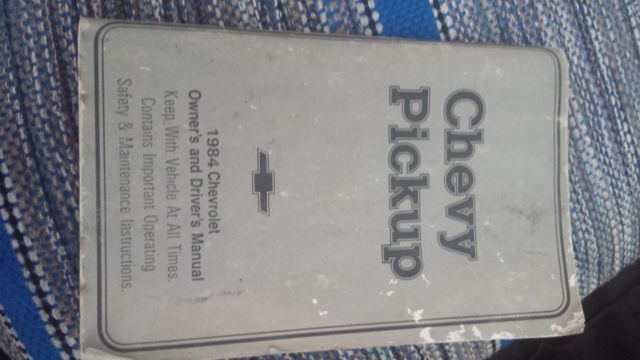 Chevy
Pickup
1984 Chevrolet
Owner's and Driver's Manual
Keep With Vehicle At All Times.
Contains Important Operating
Safety & Maintenance Instructions.